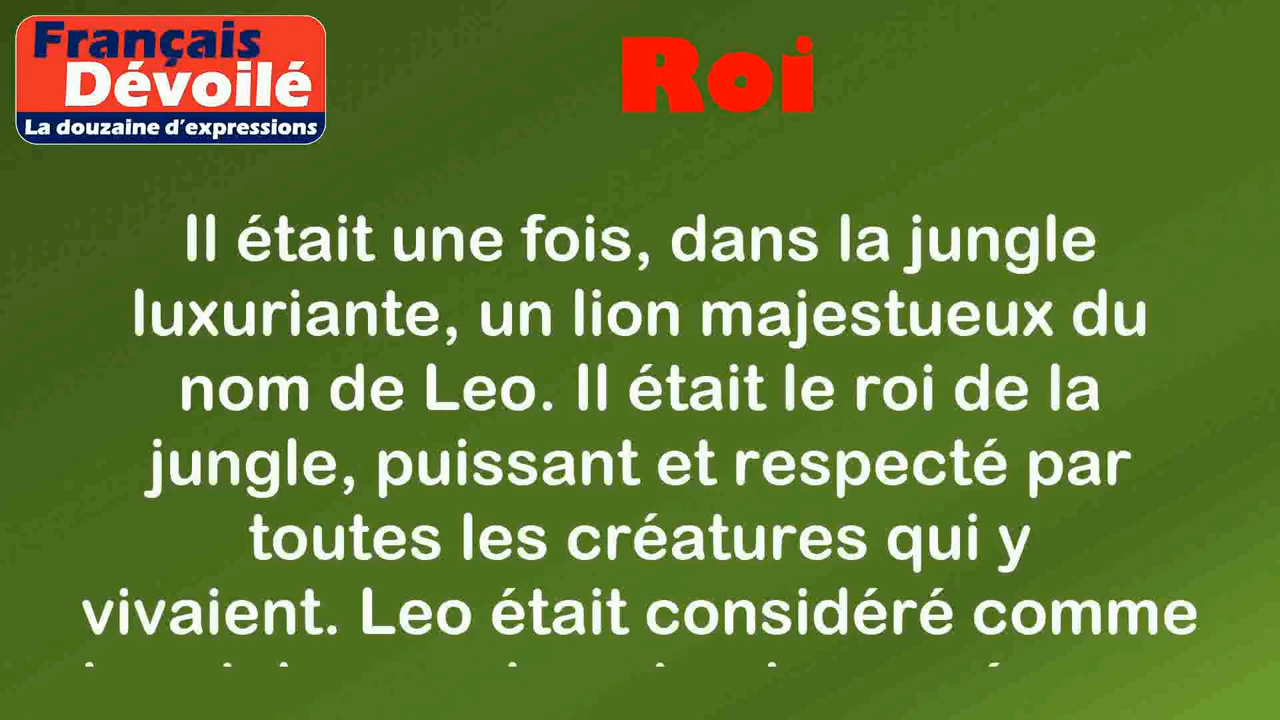 Français
Dévoilé
La douzaine d'expressions
Roi
Il était une fois, dans la jungle
luxuriante, un lion majestueux du
nom de Leo. Il était le roi de la
jungle, puissant et respecté par
toutes les créatures qui y
vivaient. Leo était considéré comme